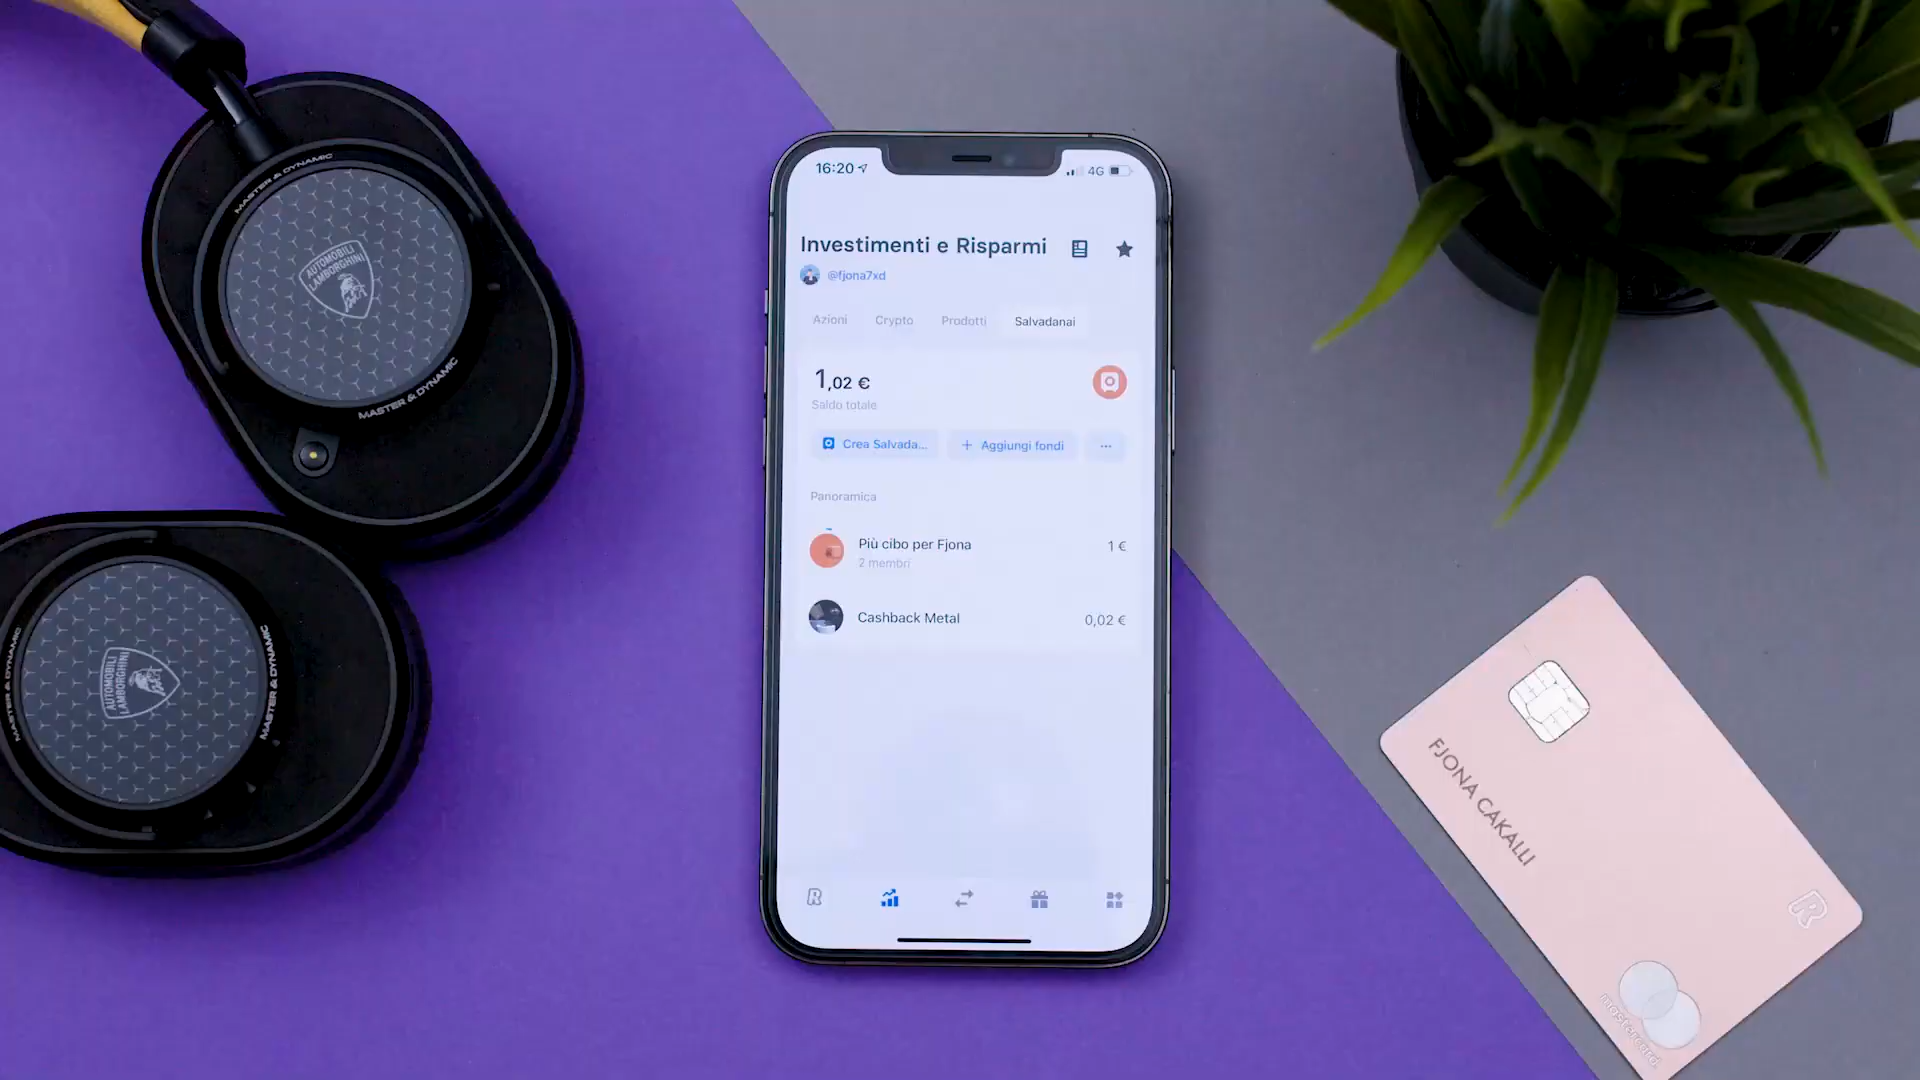 MASTER & DYNAMIC
AUTOMOBILI
LAMBORGHINI
MASTER & DYNAMIC
MASTER & DYNAMIC
AUTOMOBILI
LAMBORGHINI
MASTER & DYNAMIC
16:20
4G
Investimenti e Risparmi
@fjona7xd
Azioni Crypto Prodotti Salvadanai
1,02 €
Saldo totale
Crea Salvada... + Aggiungi fondi ...
Panoramica
Più cibo per Fjona 1 €
2 membri
Cashback Metal 0,02 €
R
FJONA CAKALLI
R
mastercard.